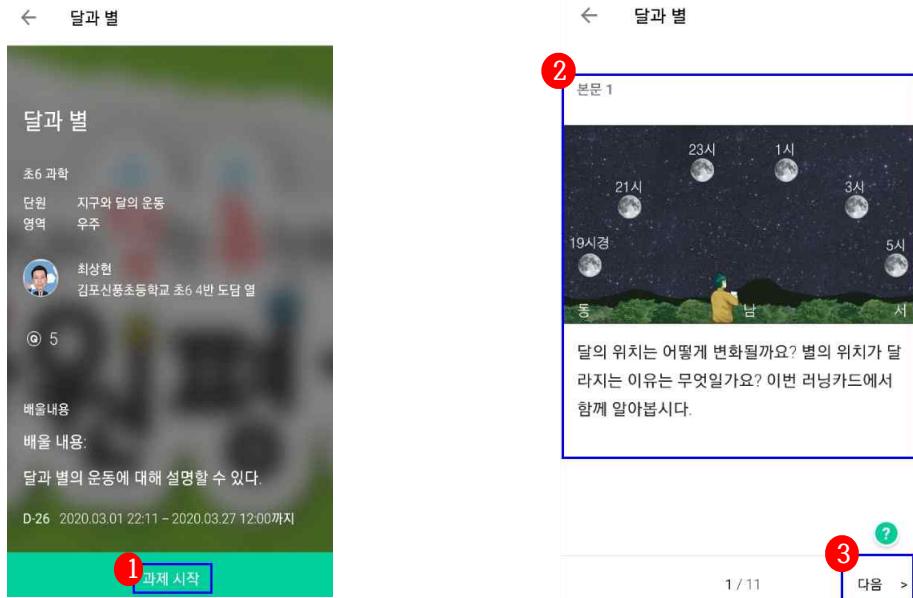 ← 달과 별
달과 별
초6 과학
단원 지구와 달의 운동
영역 우주
최상현
김포신풍초등학교 초6 4반 도담 열
Q 5
배울내용
배울 내용:
달과 별의 운동에 대해 설명할 수 있다.
D-26 2020.03.01 22:11 – 2020.03.27 12:00까지
1
과제 시작
← 달과 별
2
본문 1
23시 1시
21시 3시
19시경 5시
동 남 서
달의 위치는 어떻게 변화될까요? 별의 위치가 달
라지는 이유는 무엇일가요? 이번 러닝카드에서
함께 알아봅시다.
?
3
1 / 11 다음 >